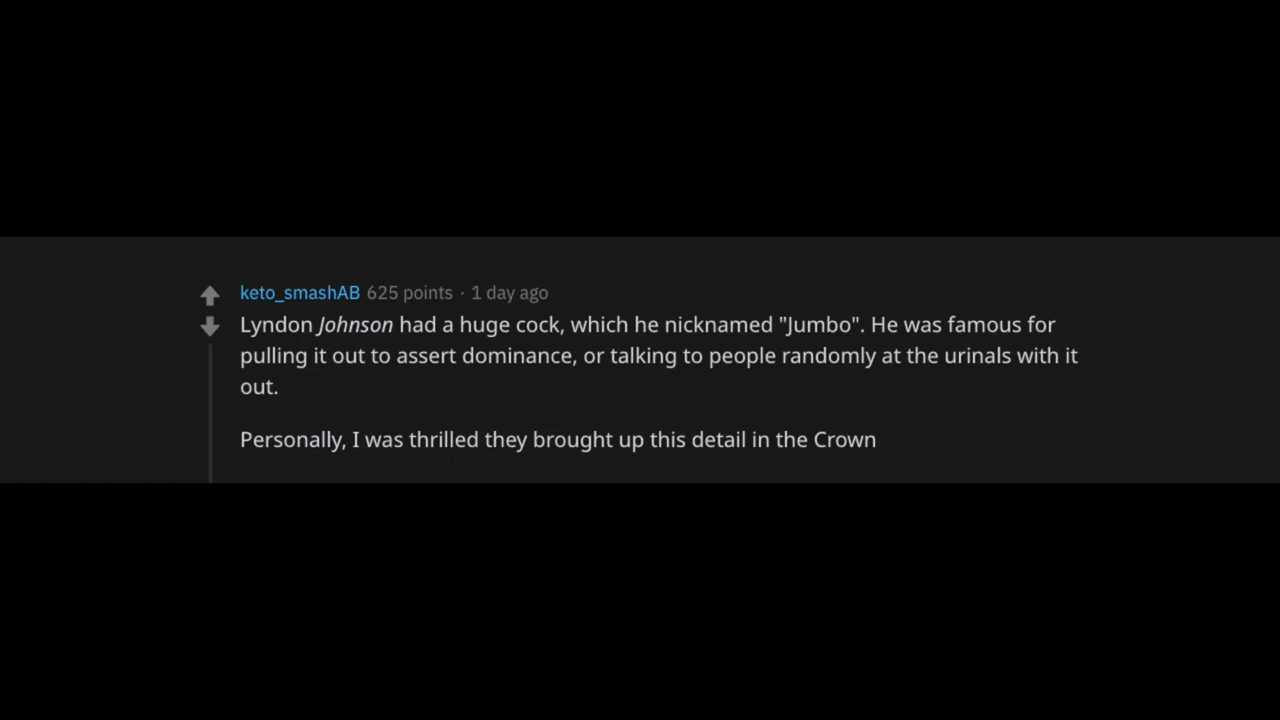 keto_smashAB 625 points · 1 day ago
Lyndon Johnson had a huge cock, which he nicknamed "Jumbo". He was famous for
pulling it out to assert dominance, or talking to people randomly at the urinals with it
out.
Personally, I was thrilled they brought up this detail in the Crown